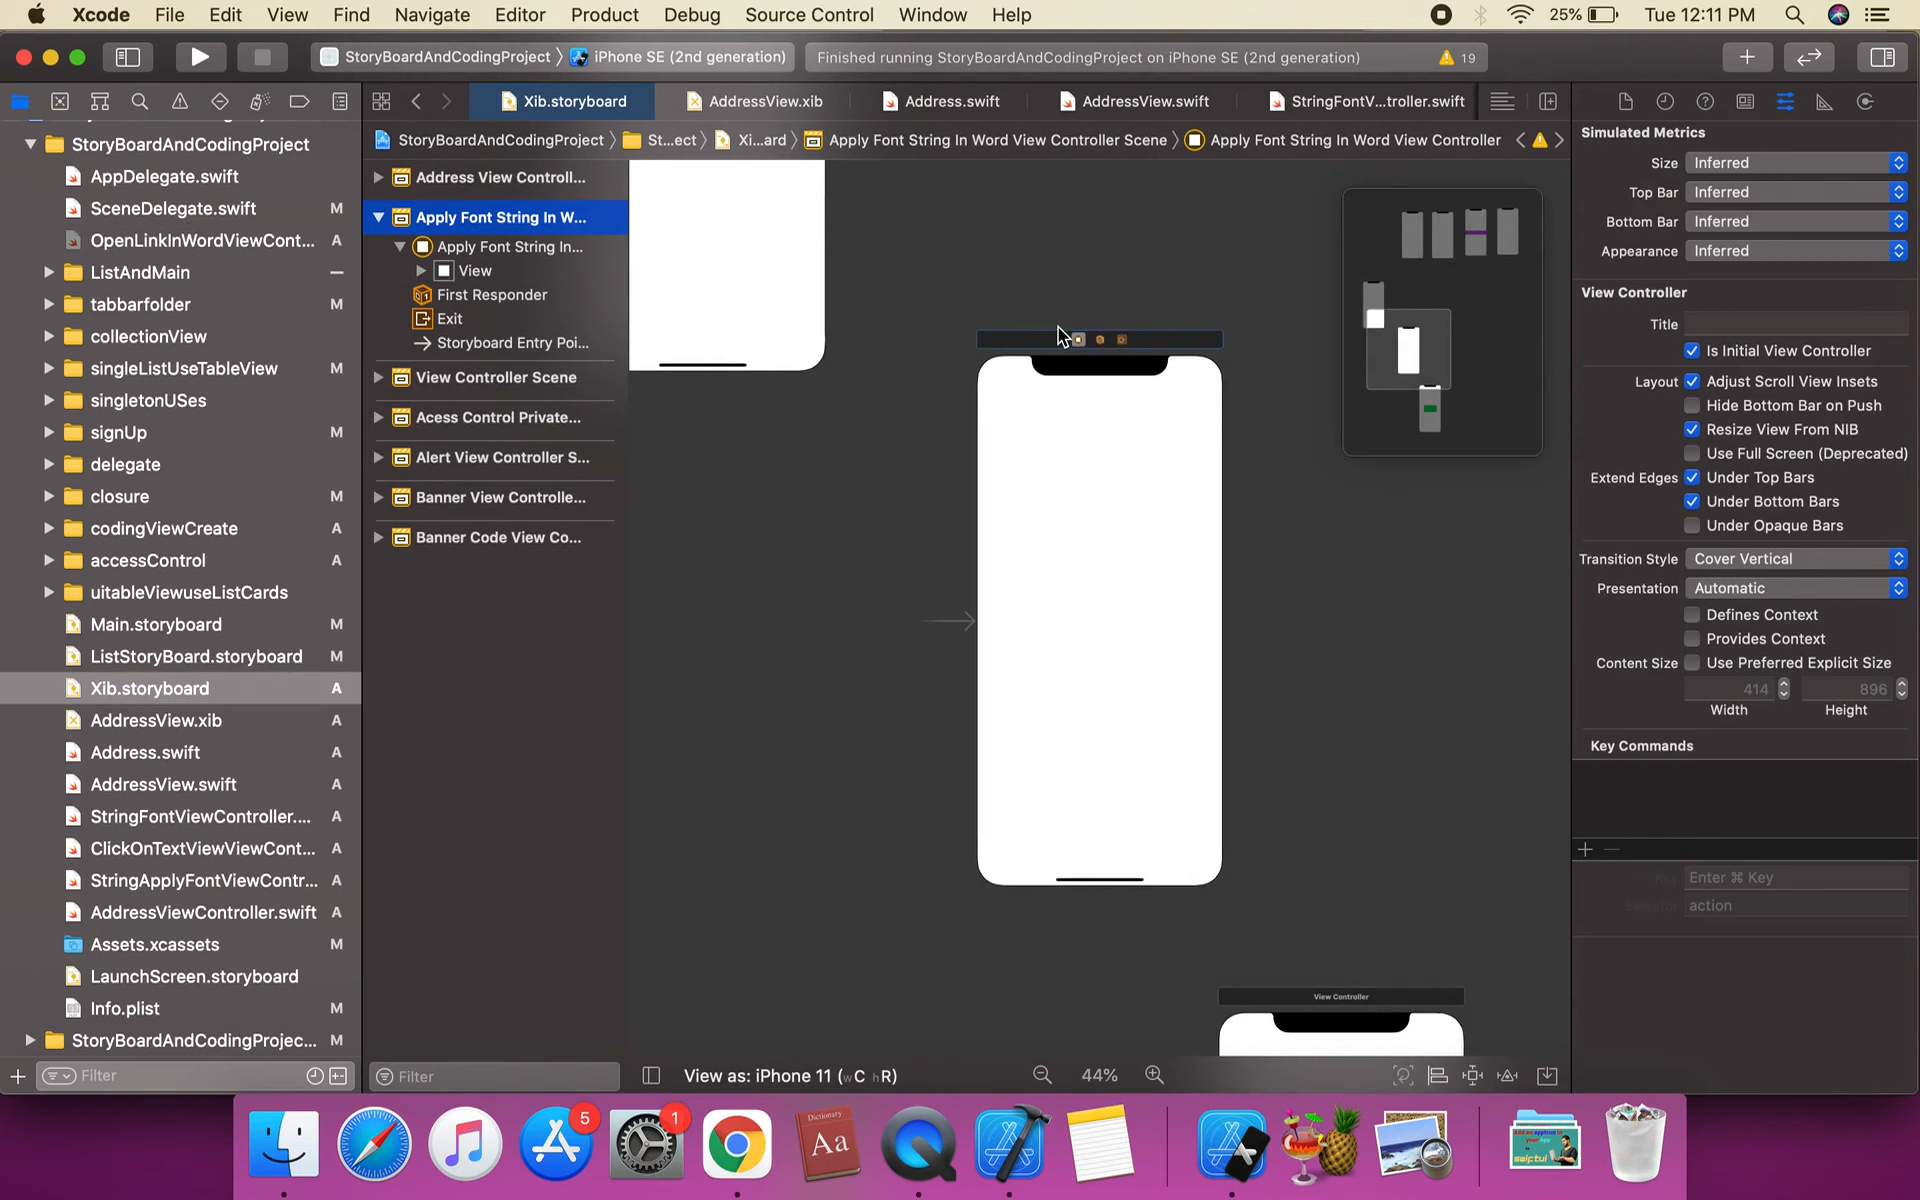 Xcode File Edit View Find Navigate Editor Product Debug Source Control Window Help 25% Tue 12:11 PM
StoryBoardAndCodingProject iPhone SE (2nd generation) Finished running StoryBoardAndCodingProject on iPhone SE (2nd generation) 19
Xib.storyboard AddressView.xib Address.swift AddressView.swift StringFontV...troller.swift
StoryBoardAndCodingProject St...ect Xi...ard Apply Font String In Word View Controller Scene Apply Font String In Word View Controller
StoryBoardAndCodingProject
AppDelegate.swift
SceneDelegate.swift M
OpenLinkInWordViewCont... A
ListAndMain
tabbarfolder M
collectionView
singleListUseTableView M
singletonUSes
signUp M
delegate
closure M
codingViewCreate A
accessControl A
uitableViewuseListCards
Main.storyboard M
ListStoryBoard.storyboard M
Xib.storyboard A
AddressView.xib A
Address.swift A
AddressView.swift A
StringFontViewController.... A
ClickOnTextViewViewCont... A
StringApplyFontViewContr... A
AddressViewController.swift A
Assets.xcassets M
LaunchScreen.storyboard
Info.plist M
StoryBoardAndCodingProjec... M
Filter
Address View Controll...
Apply Font String In W...
Apply Font String In...
View
First Responder
Exit
Storyboard Entry Poi...
View Controller Scene
Acess Control Private...
Alert View Controller S...
Banner View Controlle...
Banner Code View Co...
Filter
View Controller
View as: iPhone 11 (wC hR) 44%
Simulated Metrics
Size Inferred
Top Bar Inferred
Bottom Bar Inferred
Appearance Inferred
View Controller
Title
Is Initial View Controller
Layout Adjust Scroll View Insets
Hide Bottom Bar on Push
Resize View From NIB
Use Full Screen (Deprecated)
Extend Edges Under Top Bars
Under Bottom Bars
Under Opaque Bars
Transition Style Cover Vertical
Presentation Automatic
Defines Context
Provides Context
Content Size Use Preferred Explicit Size
414 896
Width Height
Key Commands
Key Enter ⌘ Key
Selector action
5 1
Dictionary
Aa
Add an appicon in
your App
swiftui